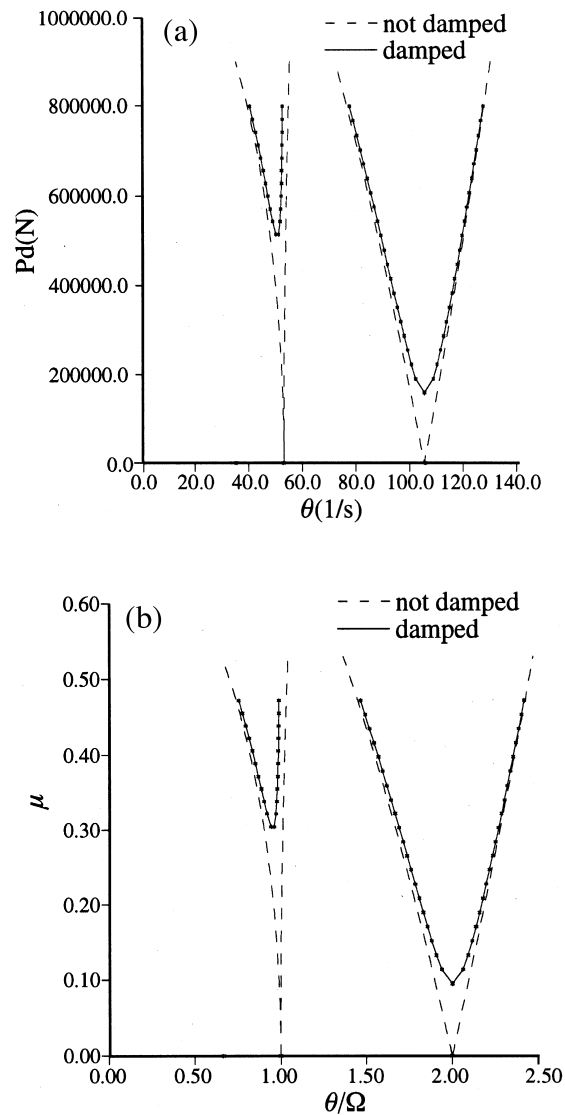 1000000.0
(a)
not damped
damped
800000.0
600000.0
Pd(N)
400000.0
200000.0
0.0
0.0 20.0 40.0 60.0 80.0 100.0 120.0 140.0
θ(1/s)
0.60
(b)
not damped
damped
0.50
0.40
μ
0.30
0.20
0.10
0.00
0.00 0.50 1.00 1.50 2.00 2.50
θ/Ω